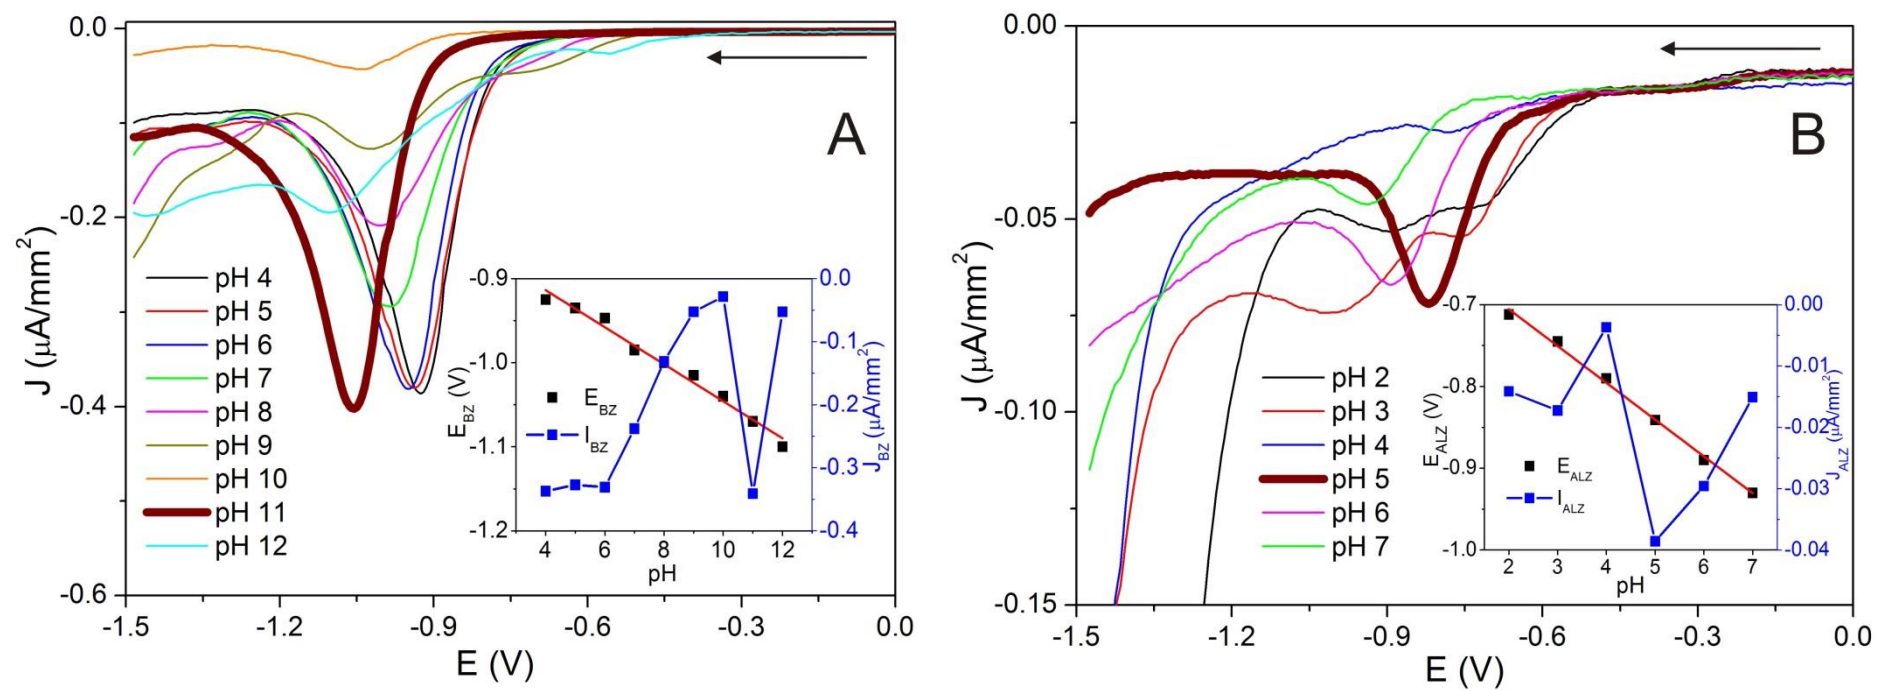 A
0.0
-0.2
-0.4
-0.6
J (μA/mm²)
-1.5 -1.2 -0.9 -0.6 -0.3 0.0
E (V)
pH 4
pH 5
pH 6
pH 7
pH 8
pH 9
pH 10
pH 11
pH 12
-0.9
-1.0
-1.1
-1.2
E_BZ (V)
E_BZ
I_BZ
0.0
-0.1
-0.2
-0.3
-0.4
J_BZ (μA/mm²)
4 6 8 10 12
pH
B
0.00
-0.05
-0.10
-0.15
J (μA/mm²)
-1.5 -1.2 -0.9 -0.6 -0.3 0.0
E (V)
pH 2
pH 3
pH 4
pH 5
pH 6
pH 7
-0.7
-0.8
-0.9
-1.0
E_ALZ (V)
E_ALZ
I_ALZ
0.00
-0.01
-0.02
-0.03
-0.04
J_ALZ (μA/mm²)
2 3 4 5 6 7
pH